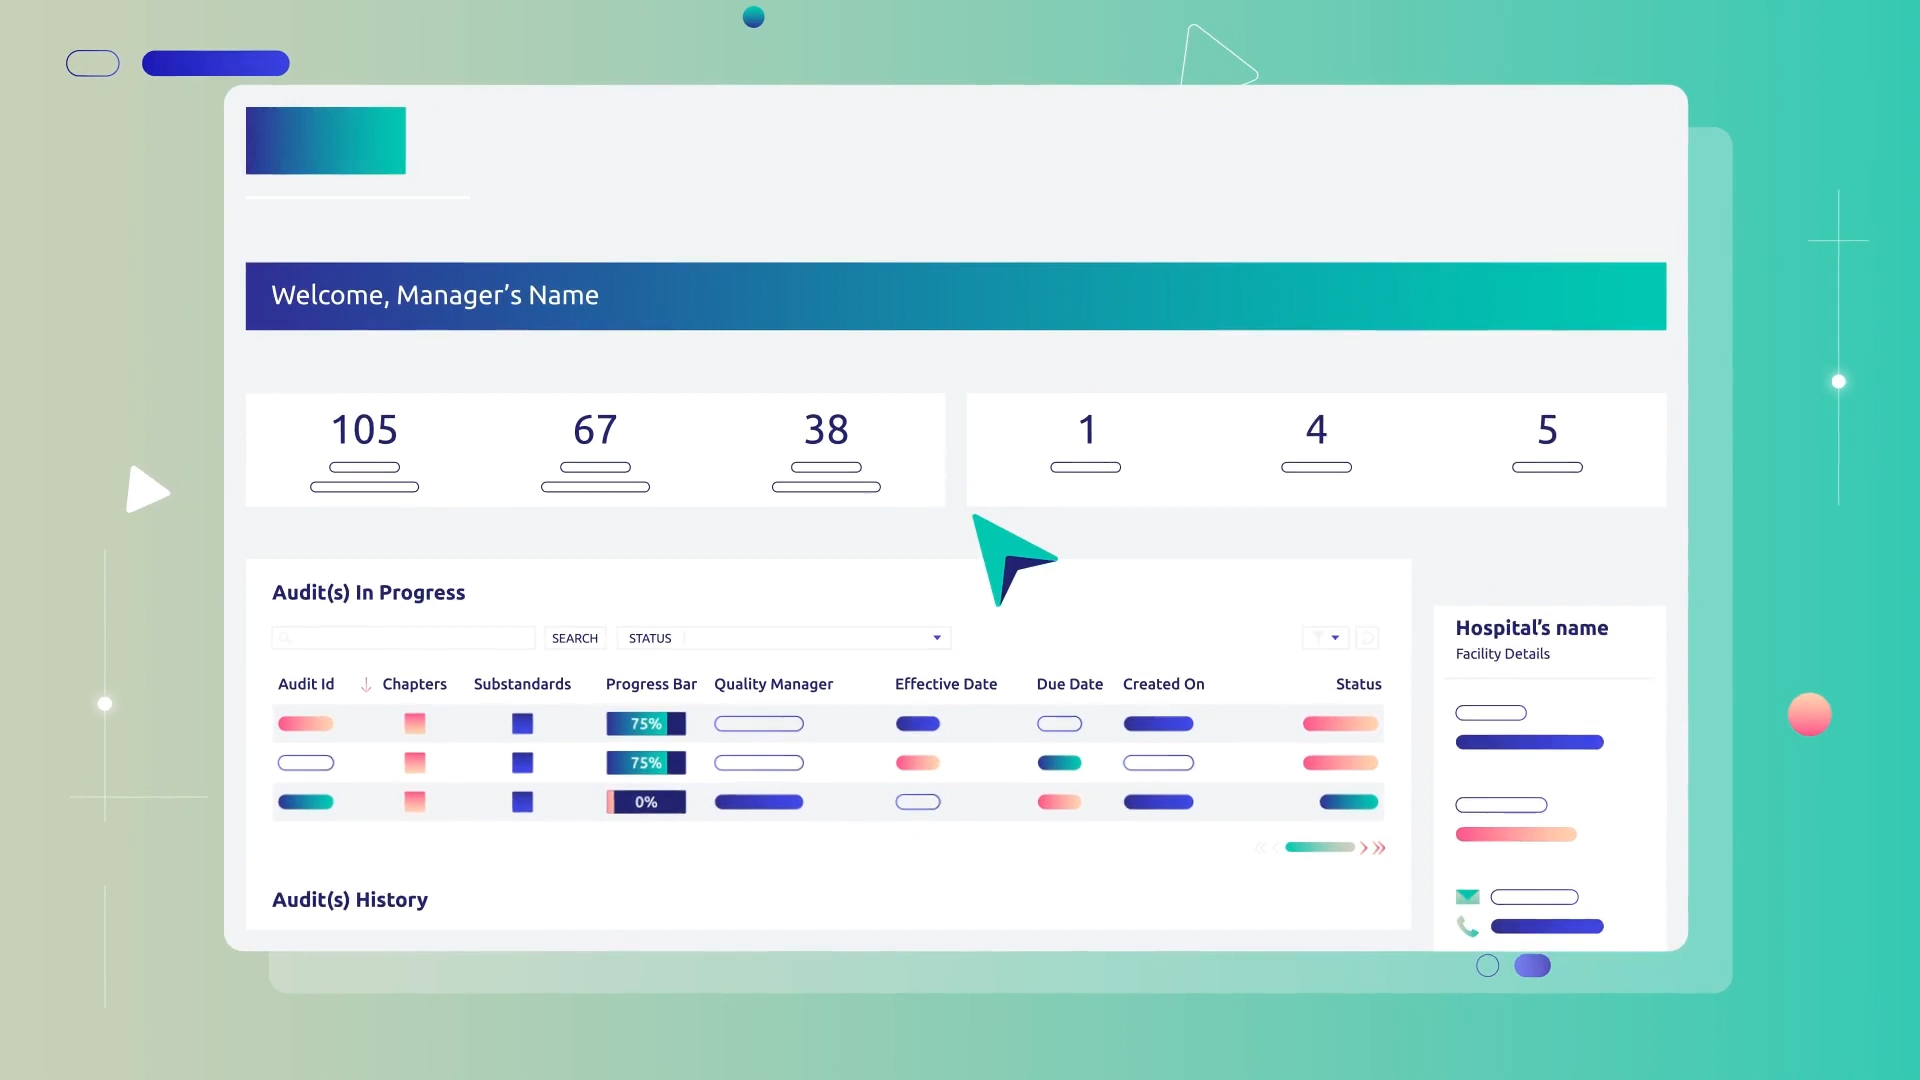 Welcome, Manager’s Name
105 67 38 1 4 5
Audit(s) In Progress
SEARCH STATUS
Audit Id Chapters Substandards Progress Bar Quality Manager Effective Date Due Date Created On Status
75%
75%
0%
Audit(s) History
Hospital’s name
Facility Details